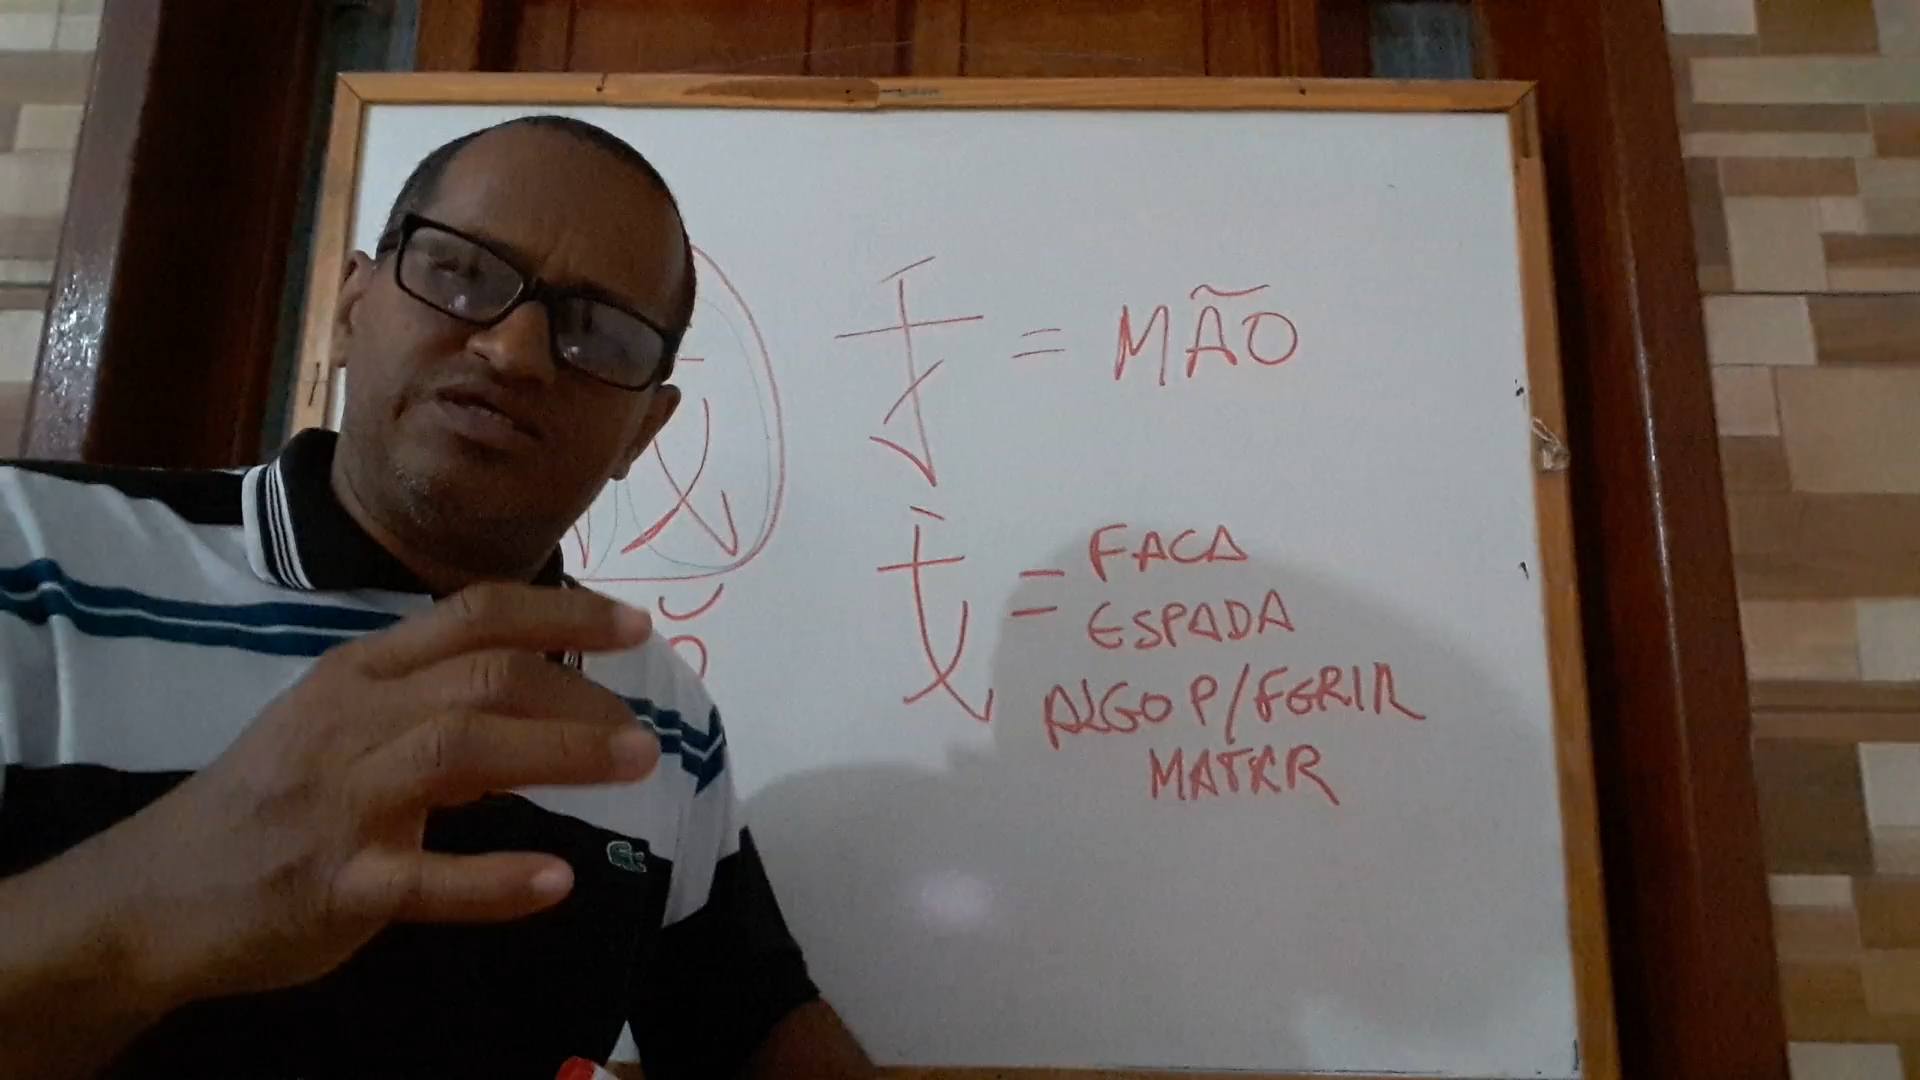 扌 = MÃO
戈 = FACA
ESPADA
ALGO P/FERIR
MATAR